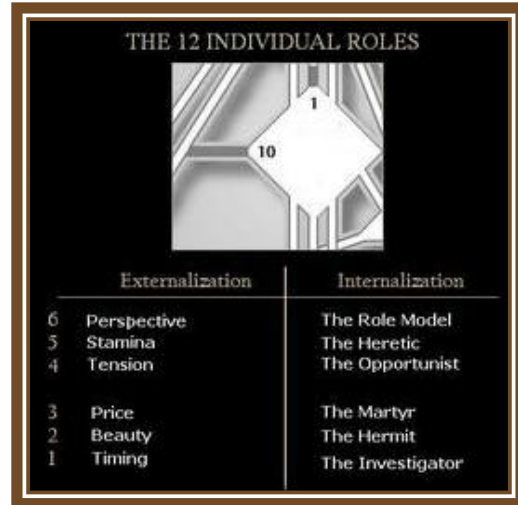 THE 12 INDIVIDUAL ROLES
1
10
Externalization Internalization
6 Perspective The Role Model
5 Stamina The Heretic
4 Tension The Opportunist
3 Price The Martyr
2 Beauty The Hermit
1 Timing The Investigator